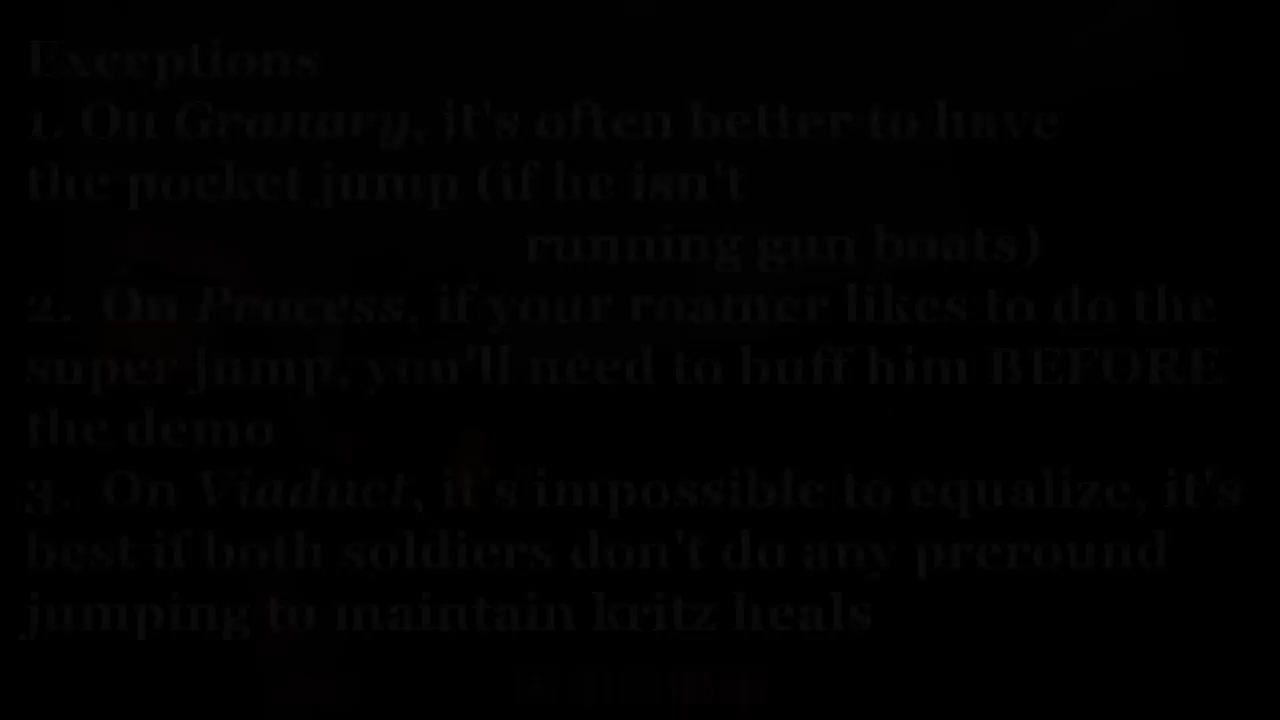 Exceptions
1. On Granary, it's often better to have
the pocket jump (if he isn't
running gun boats)
2. On Process, if your roamer likes to do the
super jump, you'll need to buff him BEFORE
the demo
3. On Viaduct, it's impossible to equalize, it's
best if both soldiers don't do any preround
jumping to maintain kritz heals